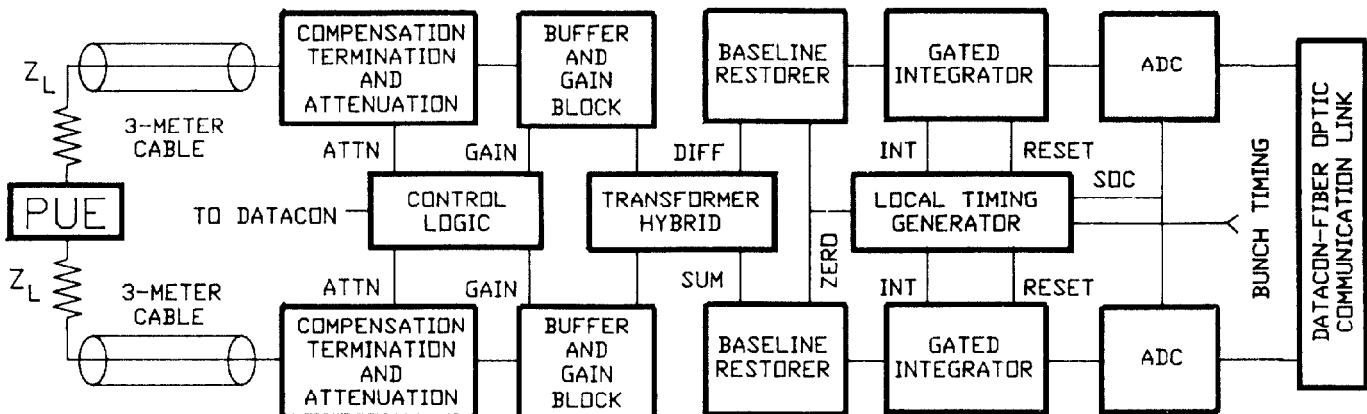 COMPENSATION
TERMINATION
AND
ATTENUATION
BUFFER
AND
GAIN
BLOCK
BASELINE
RESTORER
GATED
INTEGRATOR
ADC
Z L
3-METER
CABLE
ATTN
GAIN
DIFF
INT
RESET
PUE
TO DATACON
CONTROL
LOGIC
TRANSFORMER
HYBRID
LOCAL TIMING
GENERATOR
SOC
ZERO
BUNCH TIMING
DATACON-FIBER OPTIC
COMMUNICATION LINK
Z L
3-METER
CABLE
ATTN
GAIN
SUM
INT
RESET
COMPENSATION
TERMINATION
AND
ATTENUATION
BUFFER
AND
GAIN
BLOCK
BASELINE
RESTORER
GATED
INTEGRATOR
ADC